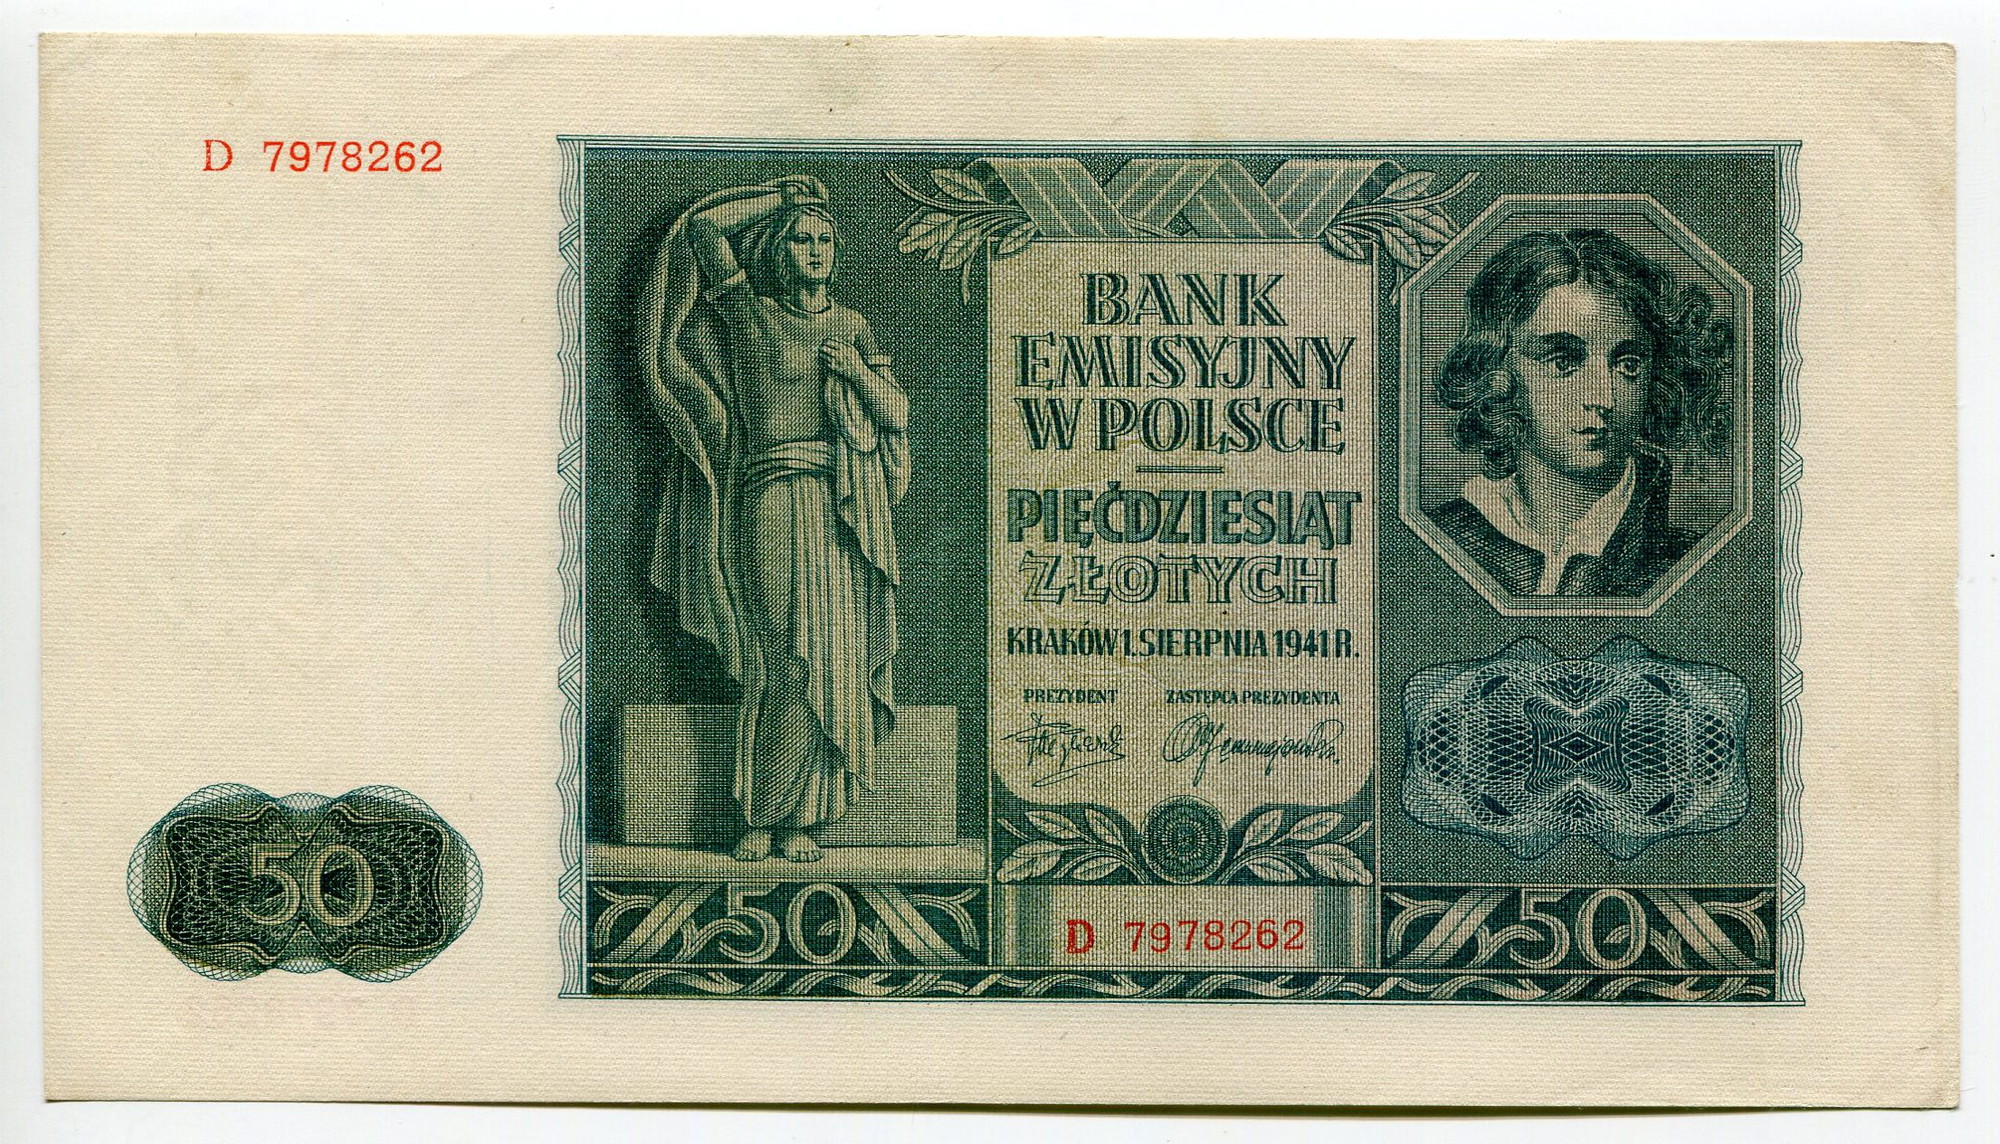 D 7978262
BANK
EMISYJNY
W POLSCE
PIĘĆDZIESIĄT
ZŁOTYCH
KRAKÓW 1. SIERPNIA 1941 R.
PREZYDENT ZASTĘPCA PREZYDENTA
50
50
D 7978262
50